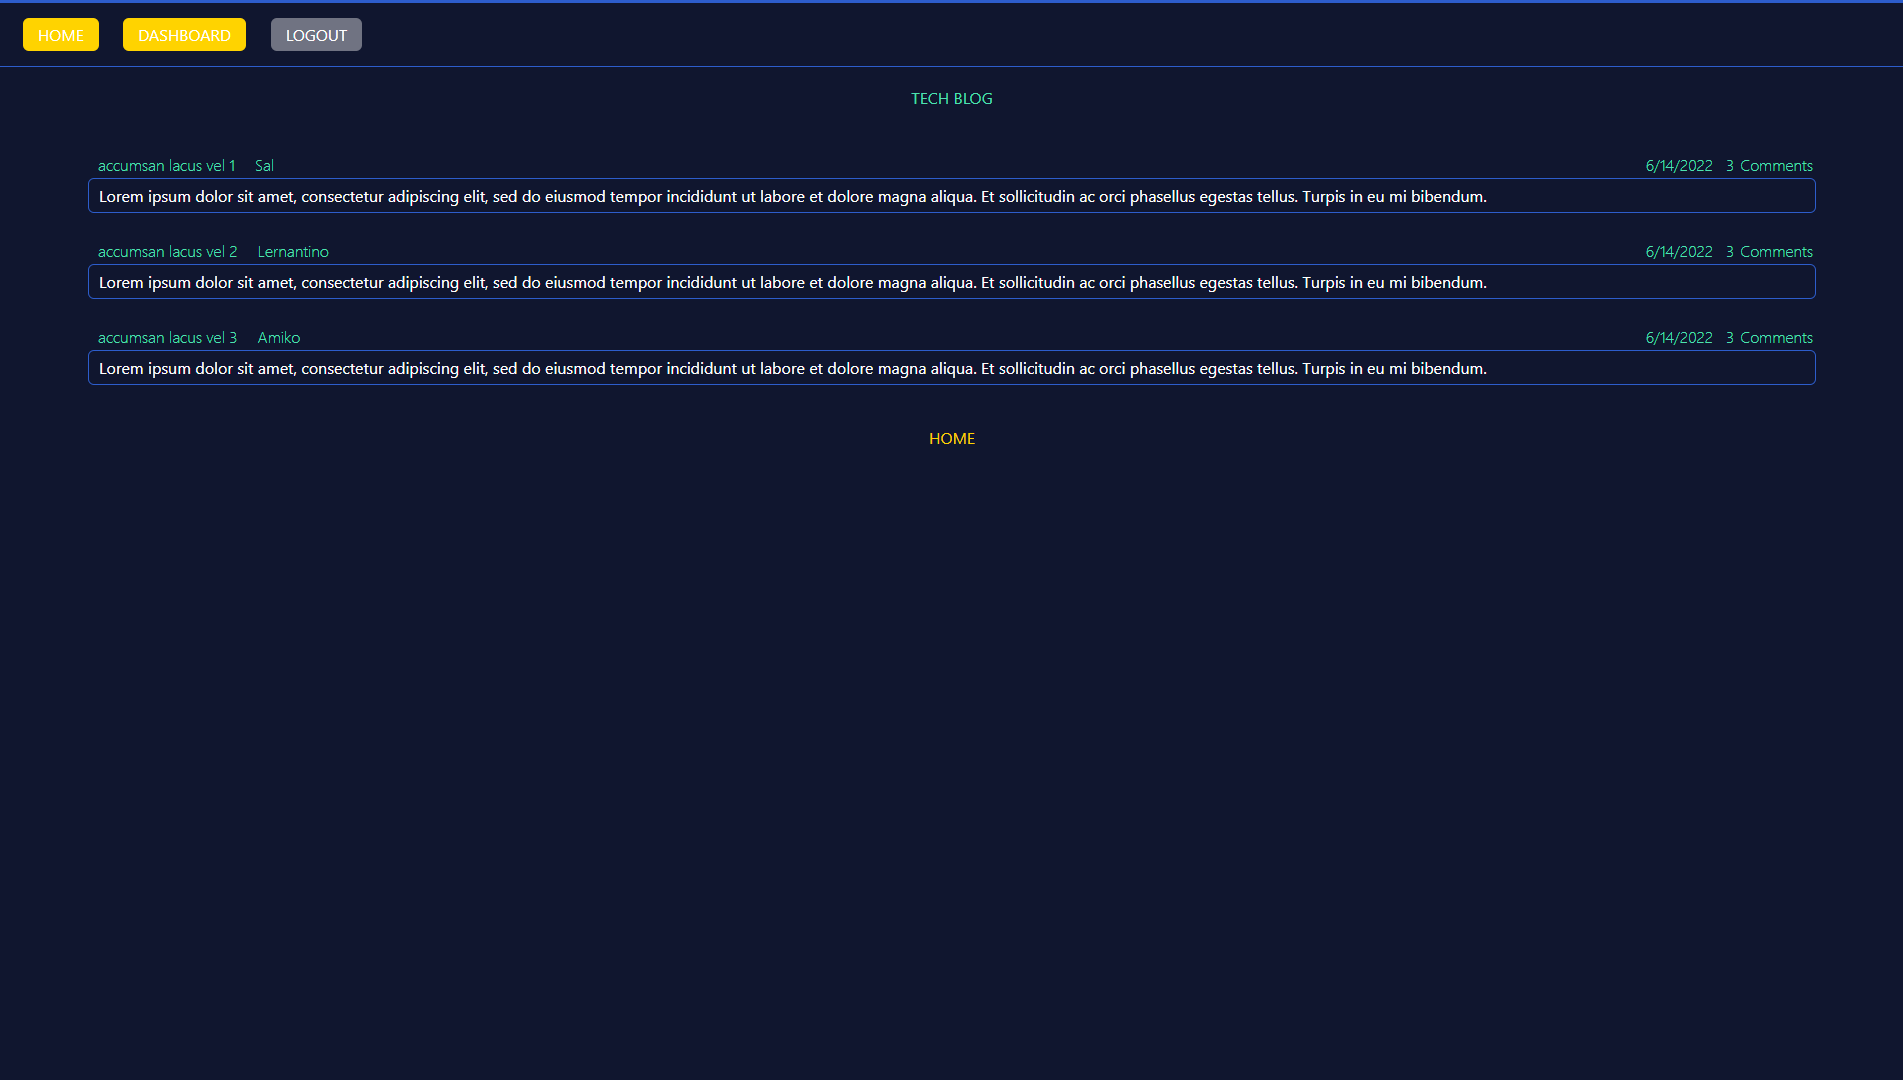 HOME DASHBOARD LOGOUT
TECH BLOG
accumsan lacus vel 1 Sal 6/14/2022 3 Comments
Lorem ipsum dolor sit amet, consectetur adipiscing elit, sed do eiusmod tempor incididunt ut labore et dolore magna aliqua. Et sollicitudin ac orci phasellus egestas tellus. Turpis in eu mi bibendum.
accumsan lacus vel 2 Lernantino 6/14/2022 3 Comments
Lorem ipsum dolor sit amet, consectetur adipiscing elit, sed do eiusmod tempor incididunt ut labore et dolore magna aliqua. Et sollicitudin ac orci phasellus egestas tellus. Turpis in eu mi bibendum.
accumsan lacus vel 3 Amiko 6/14/2022 3 Comments
Lorem ipsum dolor sit amet, consectetur adipiscing elit, sed do eiusmod tempor incididunt ut labore et dolore magna aliqua. Et sollicitudin ac orci phasellus egestas tellus. Turpis in eu mi bibendum.
HOME